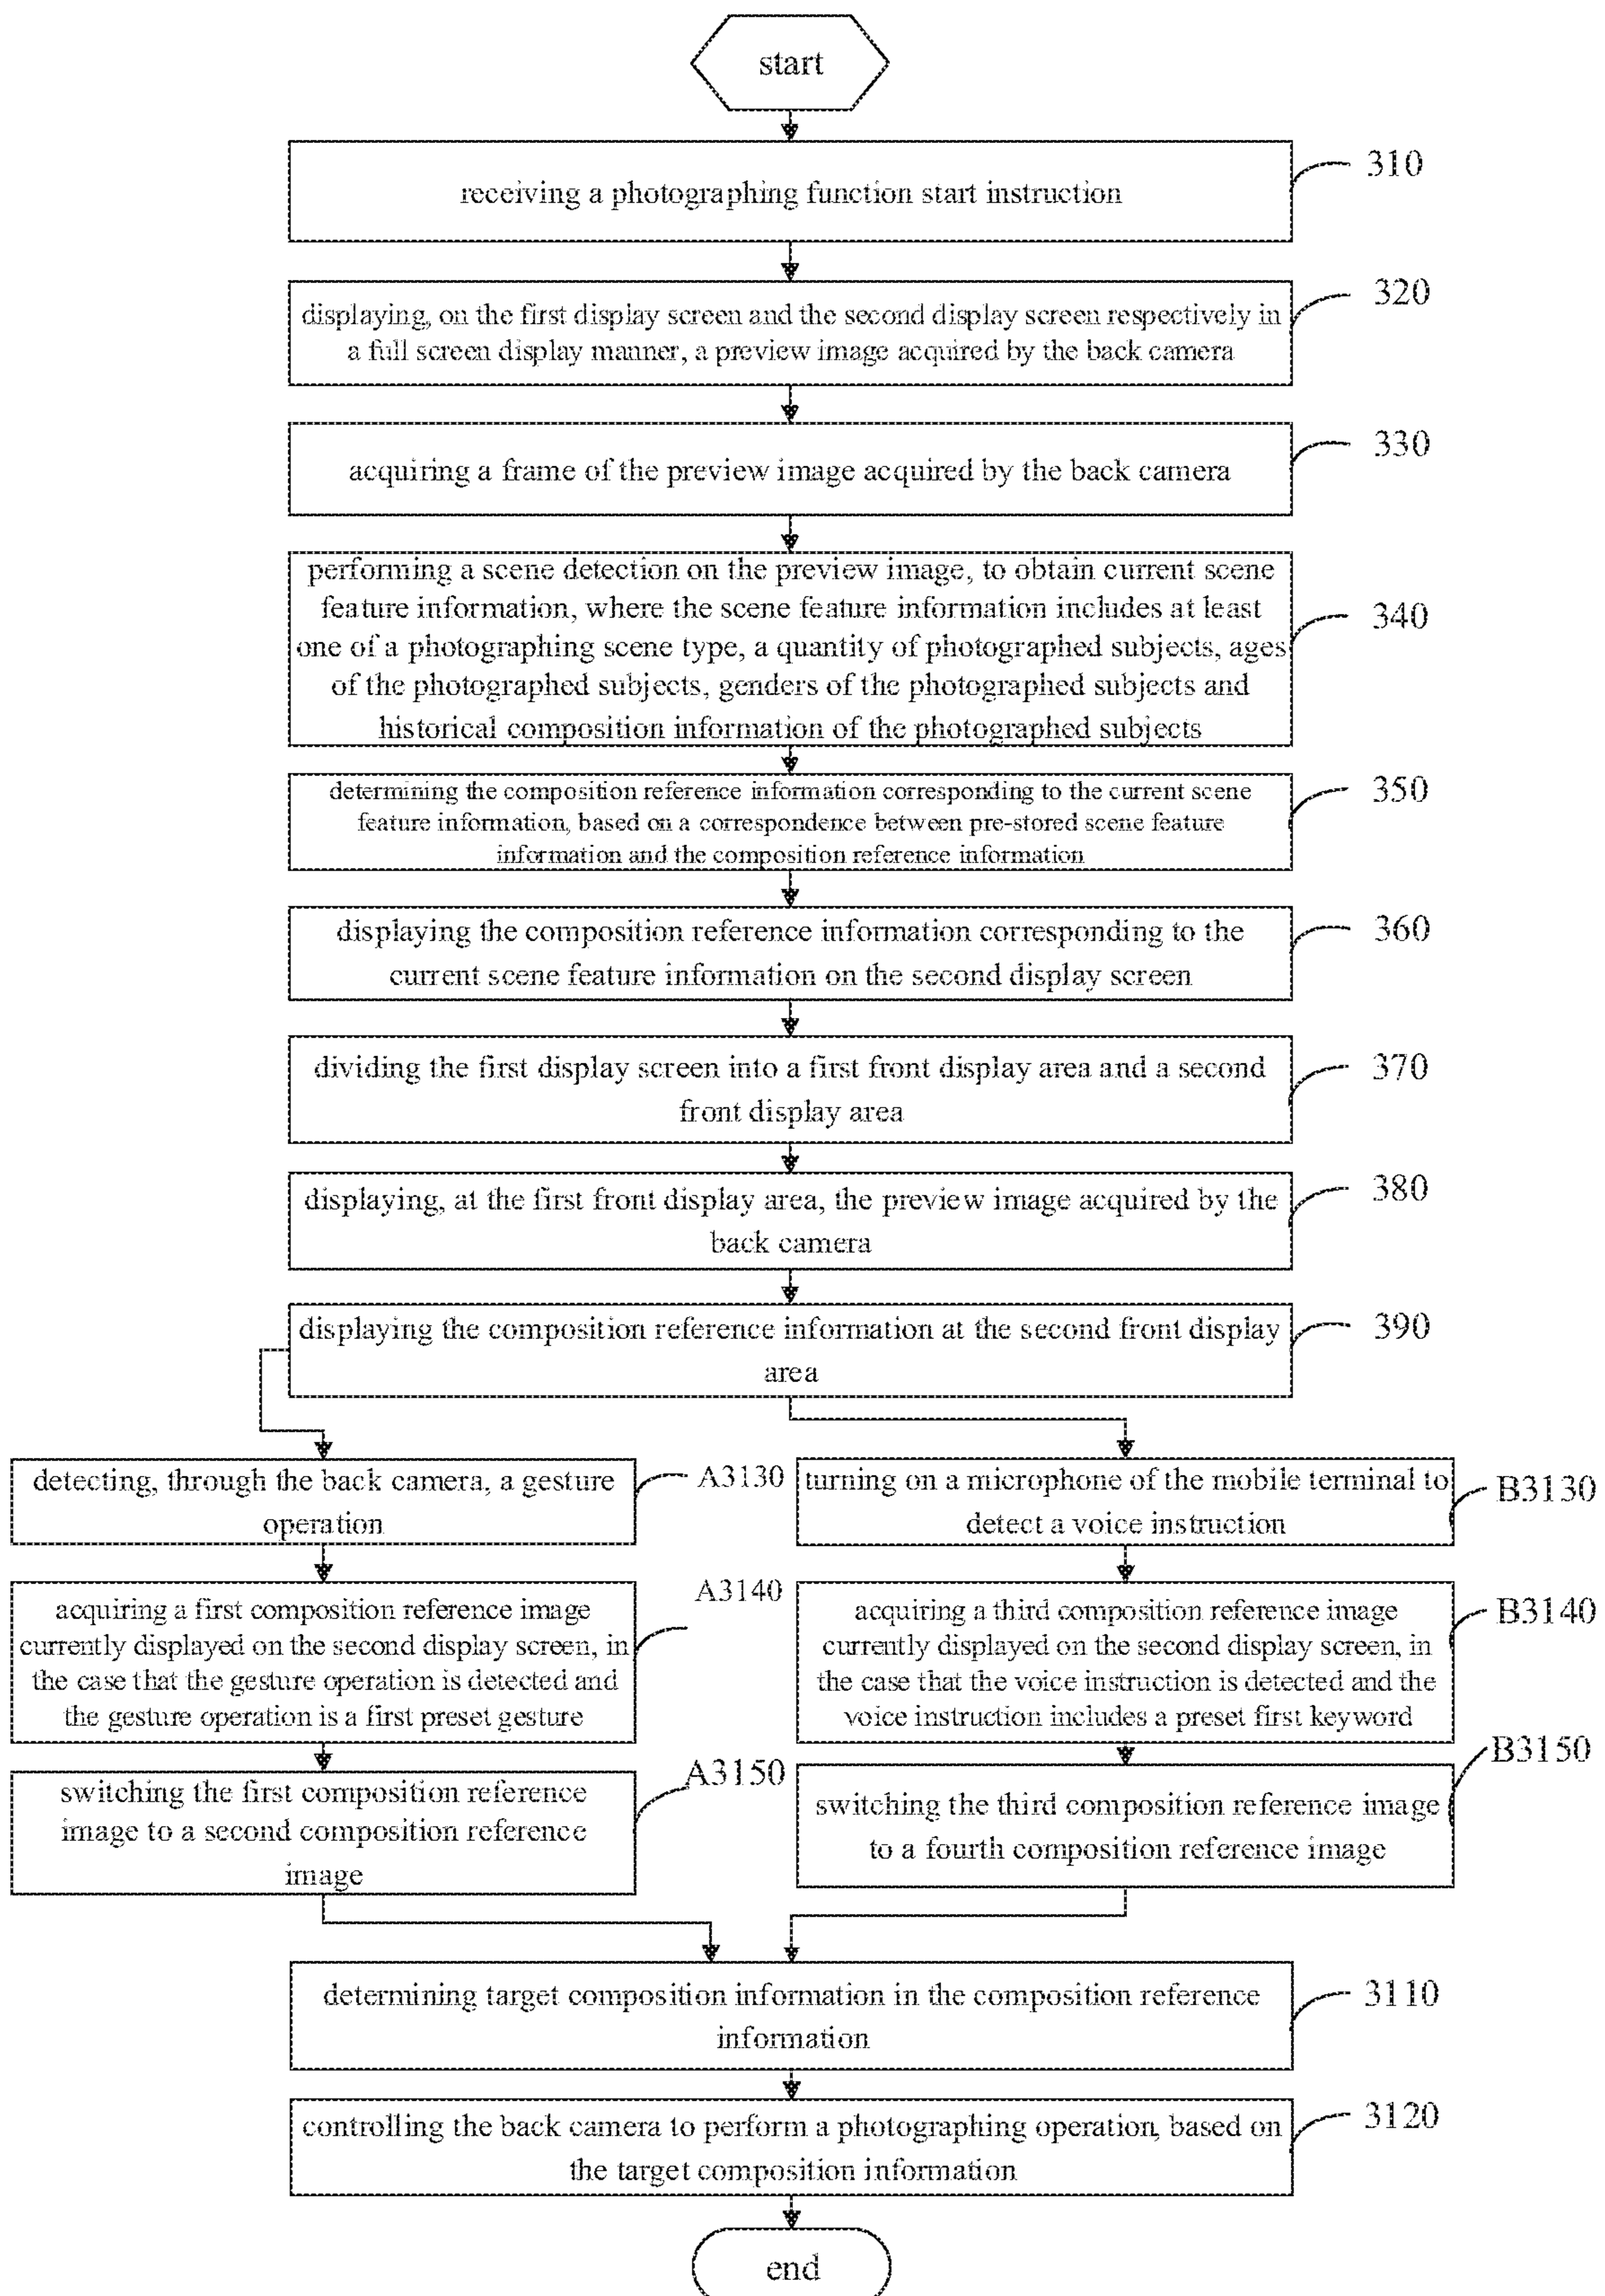 start
receiving a photographing function start instruction
310
displaying, on the first display screen and the second display screen respectively in
a full screen display manner, a preview image acquired by the back camera
320
acquiring a frame of the preview image acquired by the back camera
330
performing a scene detection on the preview image, to obtain current scene
feature information, where the scene feature information includes at least
one of a photographing scene type, a quantity of photographed subjects, ages
of the photographed subjects, genders of the photographed subjects and
historical composition information of the photographed subjects
340
determining the composition reference information corresponding to the current scene
feature information, based on a correspondence between pre-stored scene feature
information and the composition reference information
350
displaying the composition reference information corresponding to the
current scene feature information on the second display screen
360
dividing the first display screen into a first front display area and a second
front display area
370
displaying, at the first front display area, the preview image acquired by the
back camera
380
displaying the composition reference information at the second front display
area
390
detecting, through the back camera, a gesture
operation
A3130
turning on a microphone of the mobile terminal to
detect a voice instruction
B3130
acquiring a first composition reference image
currently displayed on the second display screen, in
the case that the gesture operation is detected and
the gesture operation is a first preset gesture
A3140
acquiring a third composition reference image
currently displayed on the second display screen, in
the case that the voice instruction is detected and the
voice instruction includes a preset first keyword
B3140
switching the first composition reference
image to a second composition reference
image
A3150
switching the third composition reference image
to a fourth composition reference image
B3150
determining target composition information in the composition reference
information
3110
controlling the back camera to perform a photographing operation, based on
the target composition information
3120
end